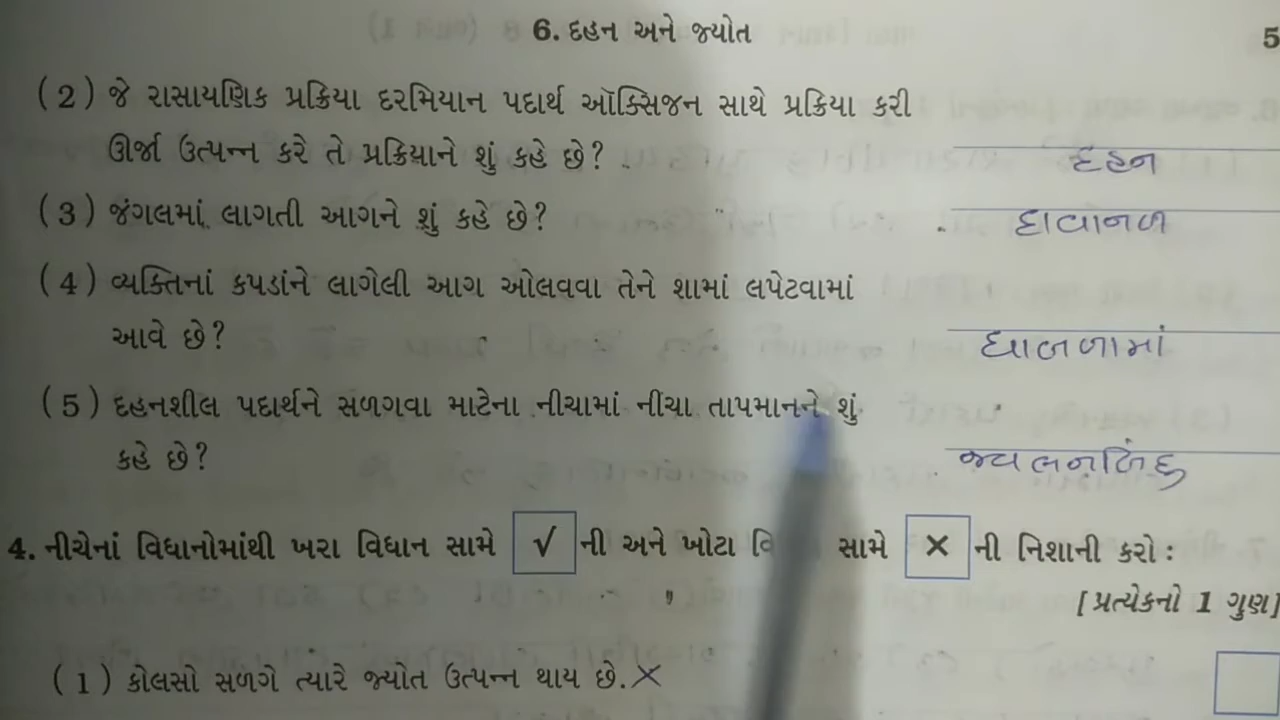 6. દહન અને જ્યોત 5
(2) જે રાસાયણિક પ્રક્રિયા દરમિયાન પદાર્થ ઑક્સિજન સાથે પ્રક્રિયા કરી
ઊર્જા ઉત્પન્ન કરે તો પ્રક્રિયાને શું કહે છે? દહન
(3) જંગલમાં લાગતી આગને શું કહે છે? દાવાનળ
(4) વ્યક્તિનાં કપડાંને લાગેલી આગ ઓલવવા તેને શામાં લપેટવામાં
આવે છે? ધાબળામાં
(5) દહનશીલ પદાર્થને સળગવા માટેના નીચામાં નીચા તાપમાનને શું
કહે છે? જ્વલનબિંદુ
4. નીચેનાં વિધાનોમાંથી ખરા વિધાન સામે √ ની અને ખોટા વિ સામે × ની નિશાની કરો :
[પ્રત્યેકનો 1 ગુણ]
(1) કોલસો સળગે ત્યારે જ્યોત ઉત્પન્ન થાય છે. ×